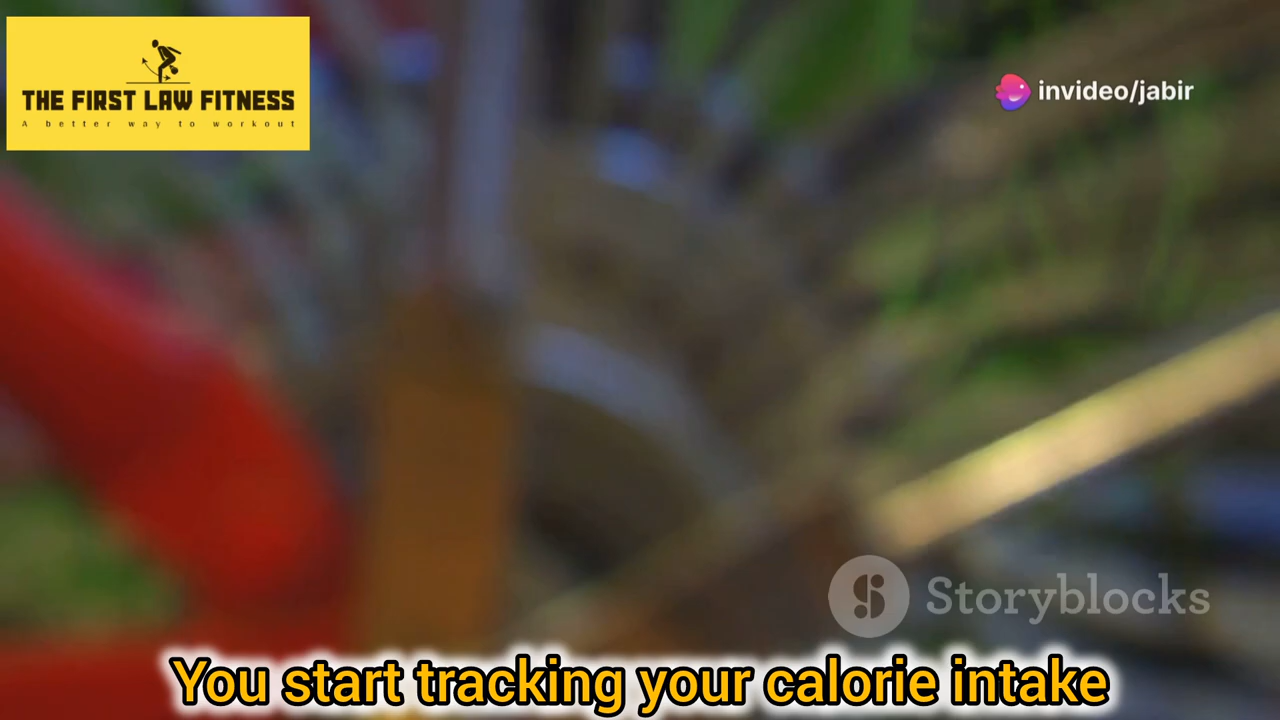 THE FIRST LAW FITNESS
A better way to workout
invideo/jabir
Storyblocks
You start tracking your calorie intake